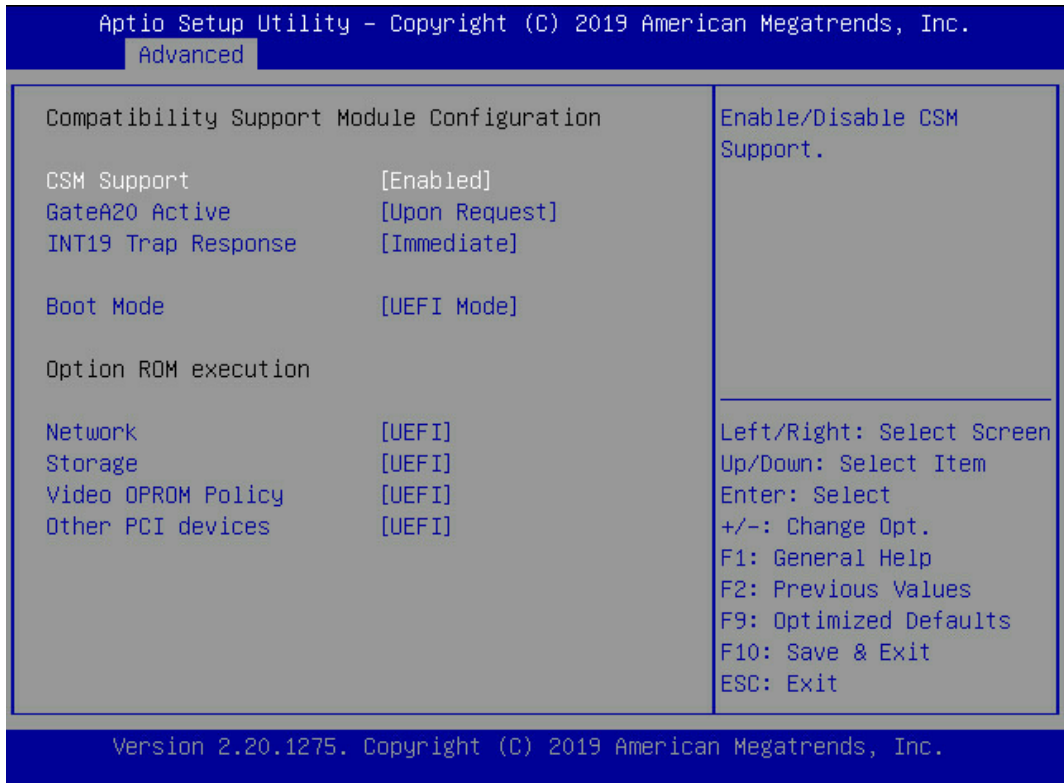 Aptio Setup Utility – Copyright (C) 2019 American Megatrends, Inc.
Advanced
Compatibility Support Module Configuration
CSM Support [Enabled]
GateA20 Active [Upon Request]
INT19 Trap Response [Immediate]
Boot Mode [UEFI Mode]
Option ROM execution
Network [UEFI]
Storage [UEFI]
Video OPROM Policy [UEFI]
Other PCI devices [UEFI]
Enable/Disable CSM
Support.
Left/Right: Select Screen
Up/Down: Select Item
Enter: Select
+/-: Change Opt.
F1: General Help
F2: Previous Values
F9: Optimized Defaults
F10: Save & Exit
ESC: Exit
Version 2.20.1275. Copyright (C) 2019 American Megatrends, Inc.